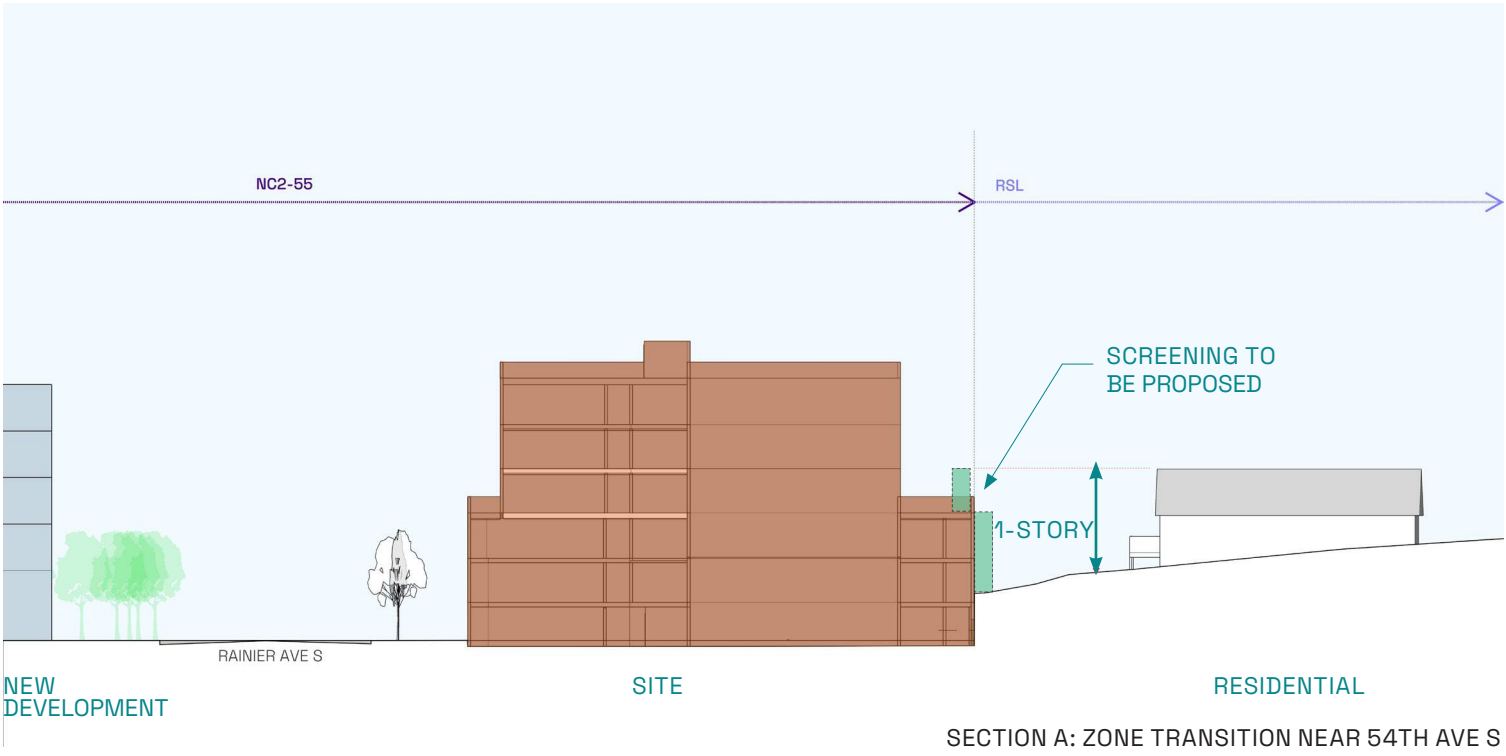 NC2-55
RSL
SCREENING TO
BE PROPOSED
1-STORY
RAINIER AVE S
NEW
DEVELOPMENT
SITE
RESIDENTIAL
SECTION A: ZONE TRANSITION NEAR 54TH AVE S